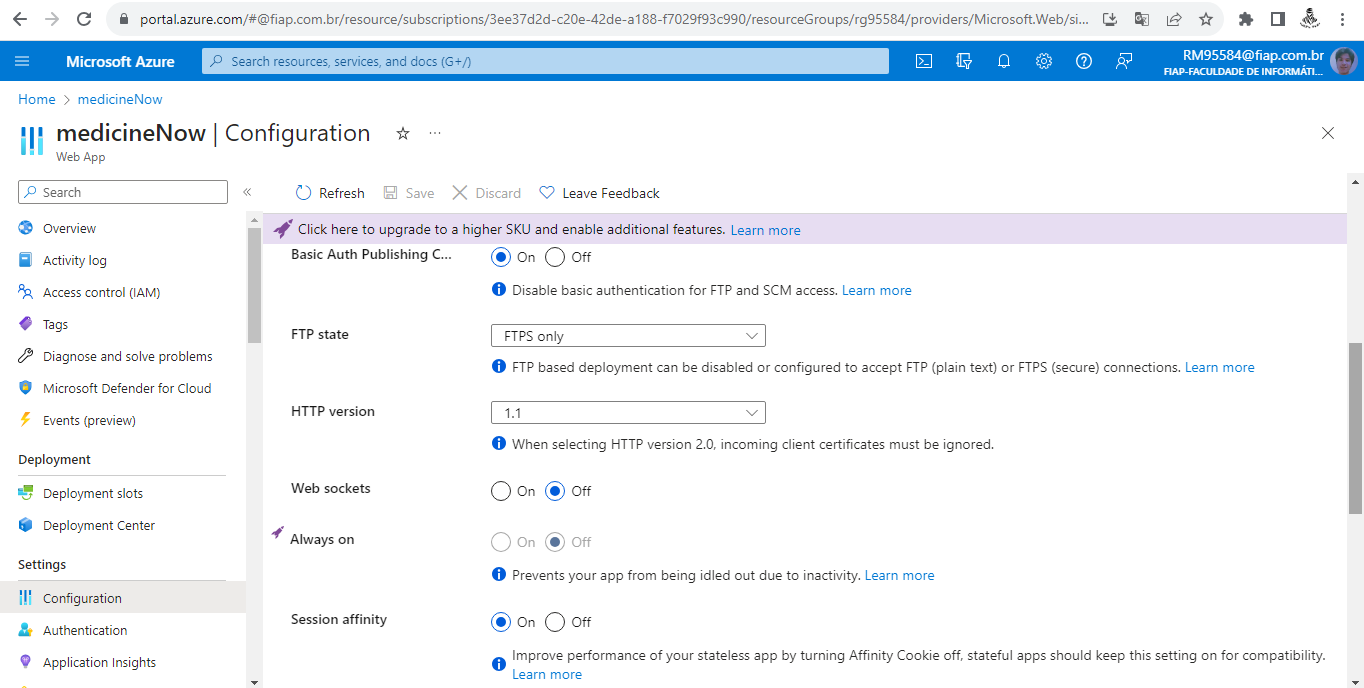 portal.azure.com/#@fiap.com.br/resource/subscriptions/3ee37d2d-c20e-42de-a188-f7029f93c990/resourceGroups/rg95584/providers/Microsoft.Web/si...
Microsoft Azure
Search resources, services, and docs (G+/)
RM95584@fiap.com.br
FIAP-FACULDADE DE INFORMÁTI...
Home > medicineNow
medicineNow | Configuration
Web App
Search
Refresh Save Discard Leave Feedback
Click here to upgrade to a higher SKU and enable additional features. Learn more
Overview
Activity log
Access control (IAM)
Tags
Diagnose and solve problems
Microsoft Defender for Cloud
Events (preview)
Deployment
Deployment slots
Deployment Center
Settings
Configuration
Authentication
Application Insights
Basic Auth Publishing C... On Off
Disable basic authentication for FTP and SCM access. Learn more
FTP state FTPS only
FTP based deployment can be disabled or configured to accept FTP (plain text) or FTPS (secure) connections. Learn more
HTTP version 1.1
When selecting HTTP version 2.0, incoming client certificates must be ignored.
Web sockets On Off
Always on On Off
Prevents your app from being idled out due to inactivity. Learn more
Session affinity On Off
Improve performance of your stateless app by turning Affinity Cookie off, stateful apps should keep this setting on for compatibility.
Learn more